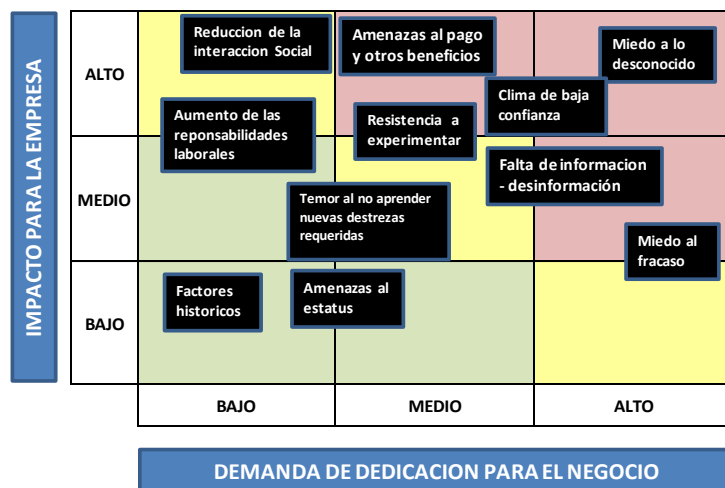 IMPACTO PARA LA EMPRESA
ALTO
MEDIO
BAJO
Reduccion de la
interaccion Social
Amenazas al pago
y otros beneficios
Miedo a lo
desconocido
Clima de baja
confianza
Aumento de las
reponsabilidades
laborales
Resistencia a
experimentar
Falta de informacion
- desinformación
Temor al no aprender
nuevas destrezas
requeridas
Miedo al
fracaso
Factores
historicos
Amenazas al
estatus
BAJO
MEDIO
ALTO
DEMANDA DE DEDICACION PARA EL NEGOCIO